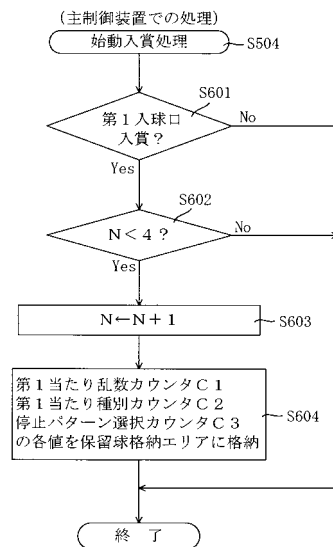 (主制御装置での処理)
始動入賞処理
S504
S601
第1入球口
入賞?
No
Yes
S602
N<4?
No
Yes
N←N+1
S603
第1当たり乱数カウンタC1
第1当たり種別カウンタC2
停止パターン選択カウンタC3
の各値を保留球格納エリアに格納
S604
終了